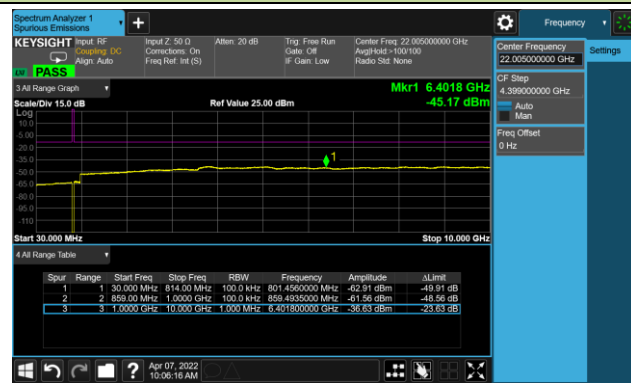 Spectrum Analyzer 1
Spurious Emissions
Frequency
KEYSIGHT
Input: RF
Coupling: DC
Align: Auto
Input Z: 50 Ω
Corrections: On
Freq Ref: Int (S)
Atten: 20 dB
Trig: Free Run
Gate: Off
IF Gain: Low
Center Freq: 22.005000000 GHz
Avg|Hold:>100/100
Radio Std: None
PASS
Center Frequency
22.005000000 GHz
Settings
CF Step
4.399000000 GHz
Auto
Man
Freq Offset
0 Hz
3 All Range Graph
Mkr1 6.4018 GHz
Scale/Div 15.0 dB
Ref Value 25.00 dBm
-45.17 dBm
Log
10.0
-5.00
-20.0
-35.0
-50.0
-65.0
-80.0
-95.0
-110
1
Start 30.000 MHz
Stop 10.000 GHz
4 All Range Table
Spur Range Start Freq Stop Freq RBW Frequency Amplitude ΔLimit
1 1 30.000 MHz 814.00 MHz 100.0 kHz 801.4560000 MHz -62.91 dBm -49.91 dB
2 2 859.00 MHz 1.0000 GHz 100.0 kHz 859.4935000 MHz -61.56 dBm -48.56 dB
3 3 1.0000 GHz 10.000 GHz 1.000 MHz 6.401800000 GHz -36.63 dBm -23.63 dB
?
Apr 07, 2022
10:06:16 AM